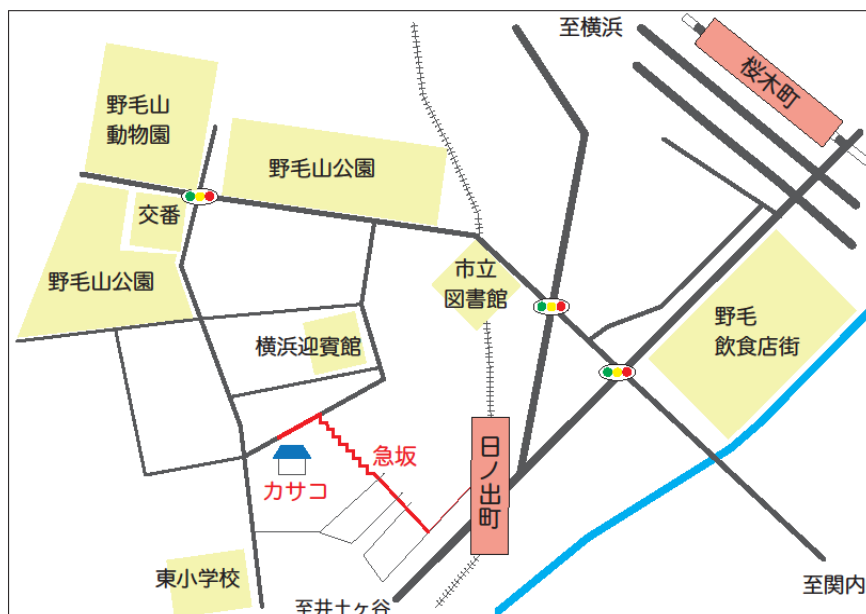 至横浜
桜木町
野毛山
動物園
野毛山公園
交番
野毛山公園
市立
図書館
横浜迎賓館
野毛
飲食店街
急坂
カサコ
日ノ出町
東小学校
至井土ヶ谷
至関内